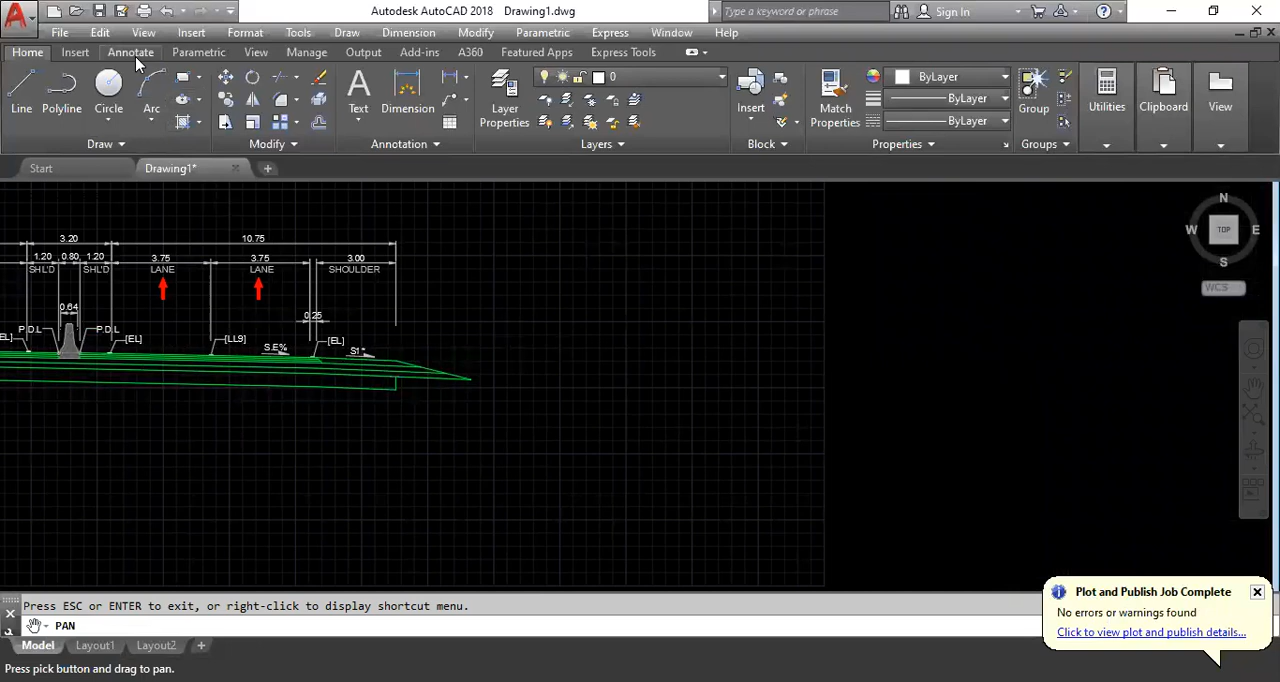 Autodesk AutoCAD 2018 Drawing1.dwg
Type a keyword or phrase
Sign In
File Edit View Insert Format Tools Draw Dimension Modify Parametric Express Window Help
Home Insert Annotate Parametric View Manage Output Add-ins A360 Featured Apps Express Tools
Line Polyline Circle Arc
Text Dimension
Layer Properties
0
Insert
Match Properties
ByLayer
ByLayer
ByLayer
Group
Utilities
Clipboard
View
Draw Modify Annotation Layers Block Properties Groups
Start Drawing1*
N
W TOP E
S
WCS
3.20 10.75
1.20 0.80 1.20 3.75 3.75 3.00
SHL'D SHL'D LANE LANE SHOULDER
0.64
0.25
P.D.L P.D.L
EL] [EL] [LL9] S.E% [EL] S1*
Press ESC or ENTER to exit, or right-click to display shortcut menu.
PAN
Model Layout1 Layout2
Press pick button and drag to pan.
Plot and Publish Job Complete
No errors or warnings found
Click to view plot and publish details...